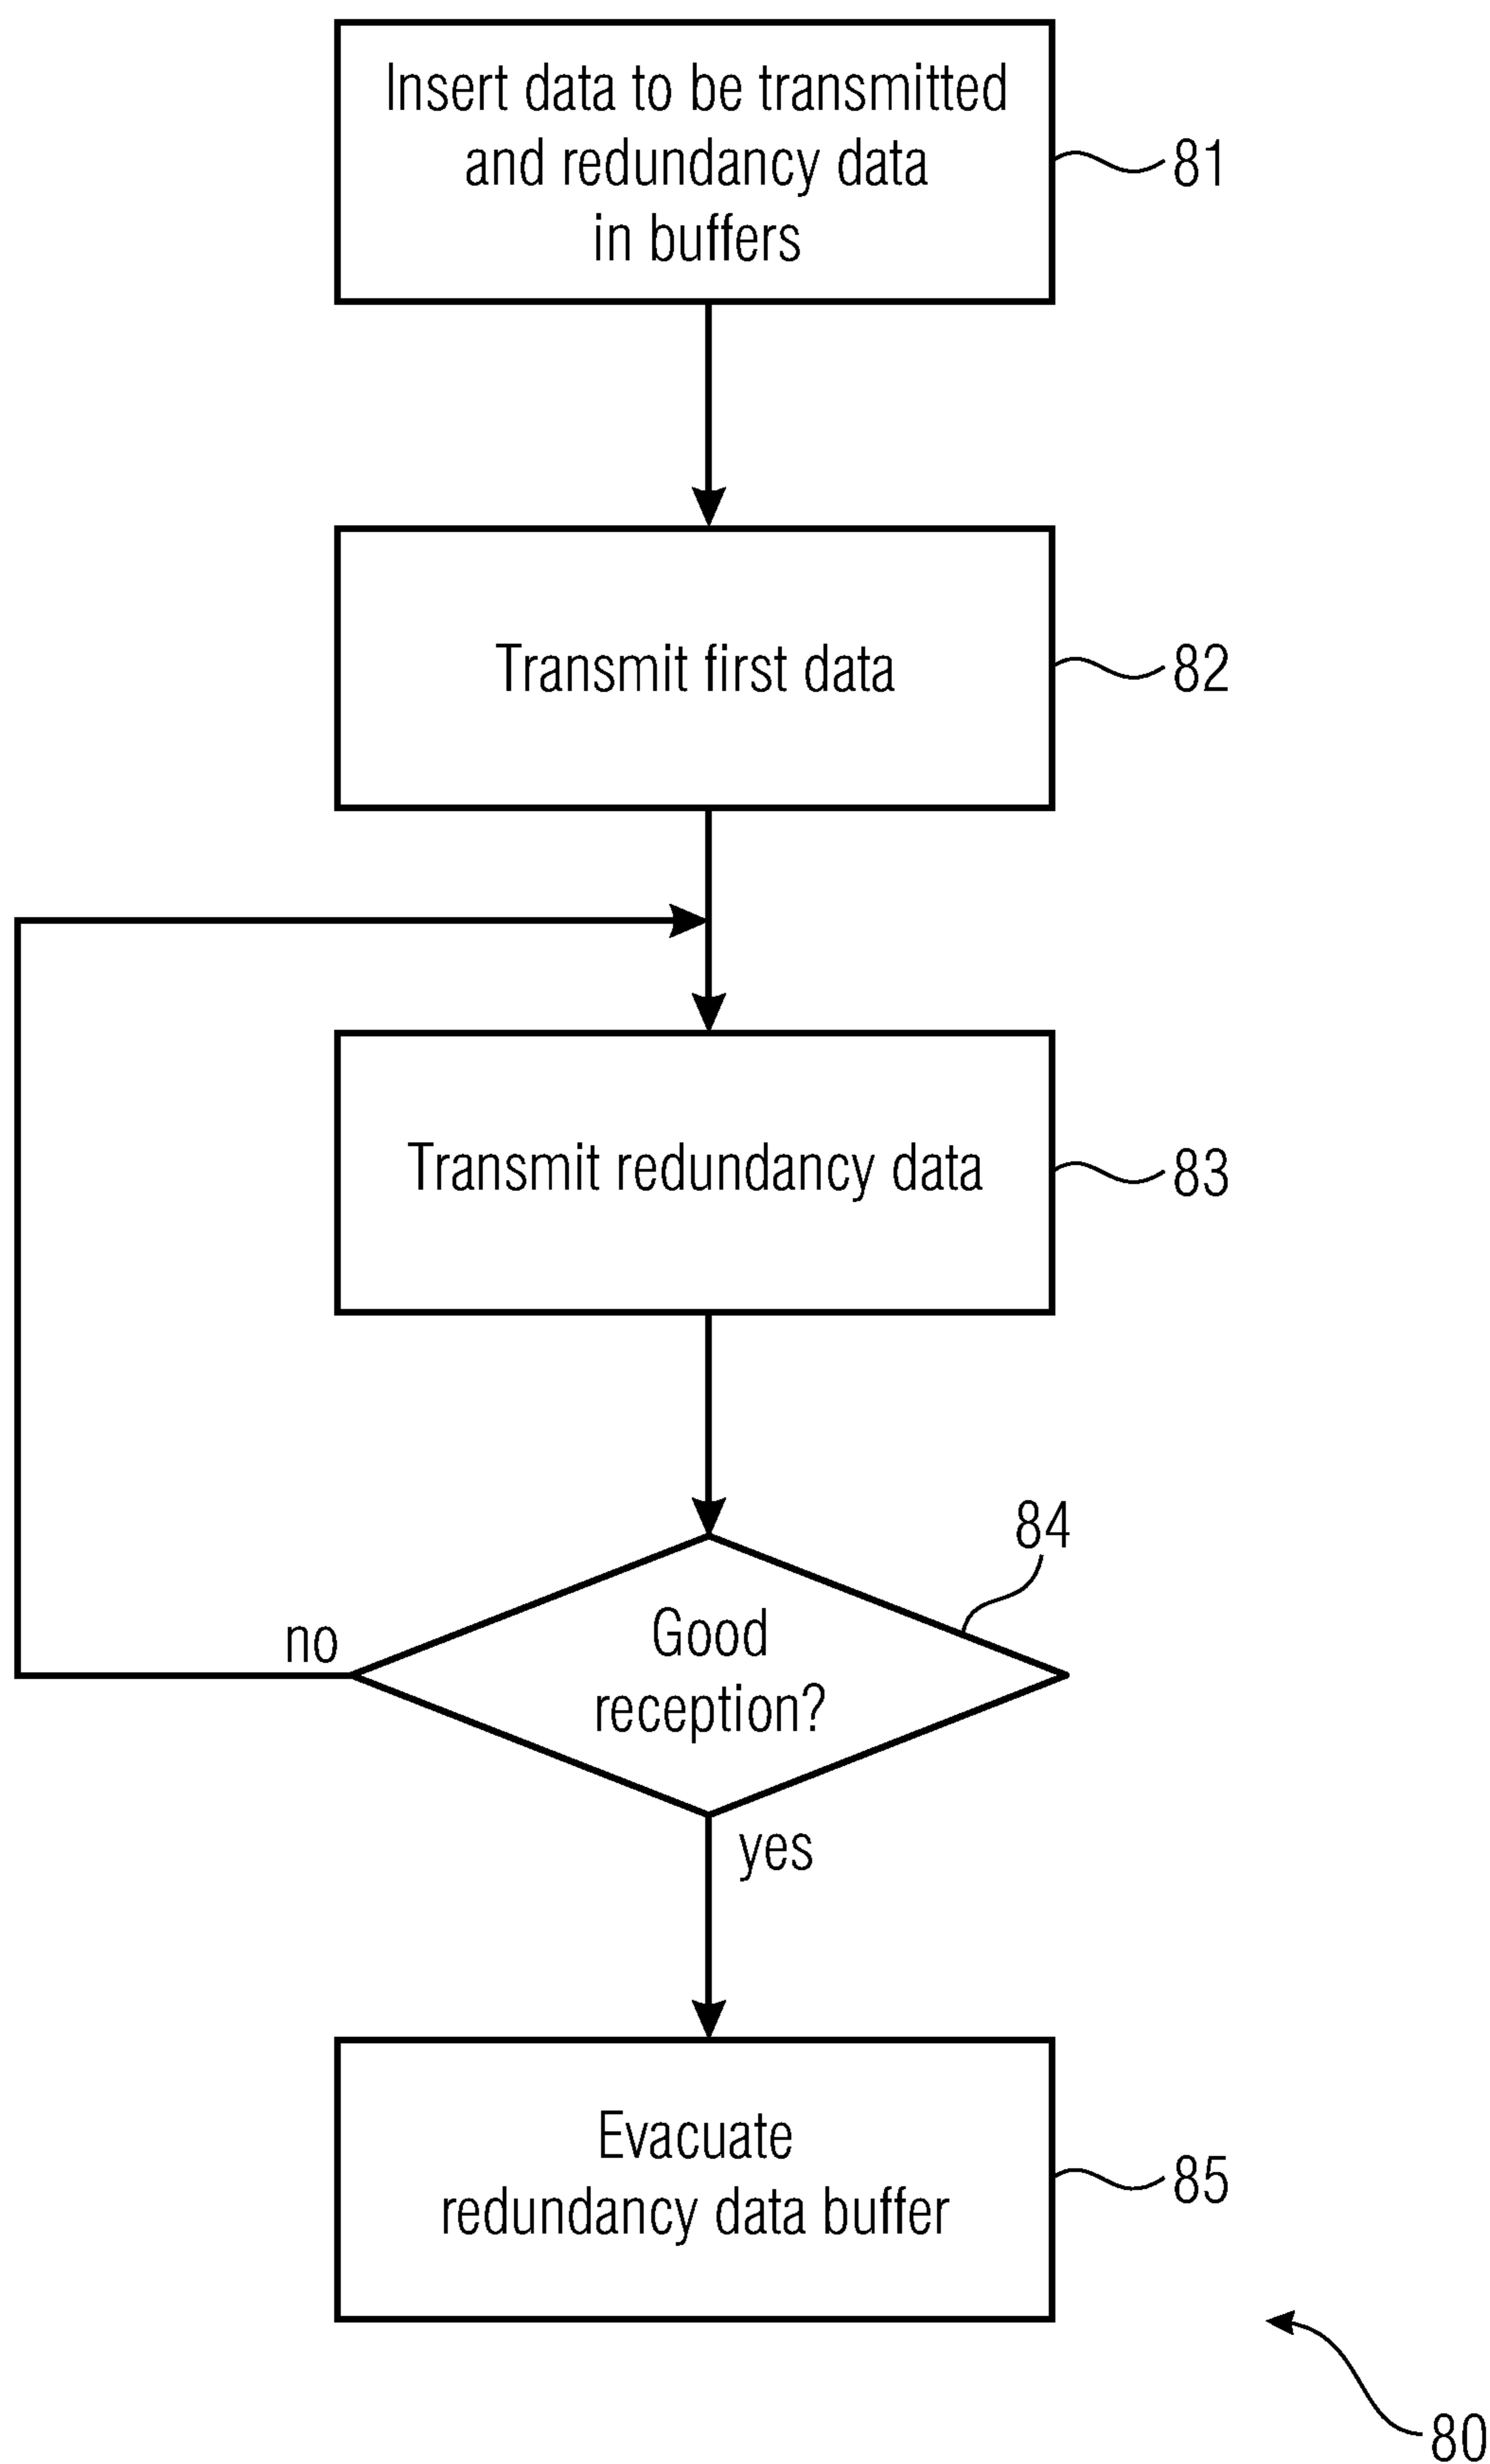 Insert data to be transmitted
and redundancy data
in buffers
81
Transmit first data
82
Transmit redundancy data
83
84
Good
reception?
no
yes
Evacuate
redundancy data buffer
85
80